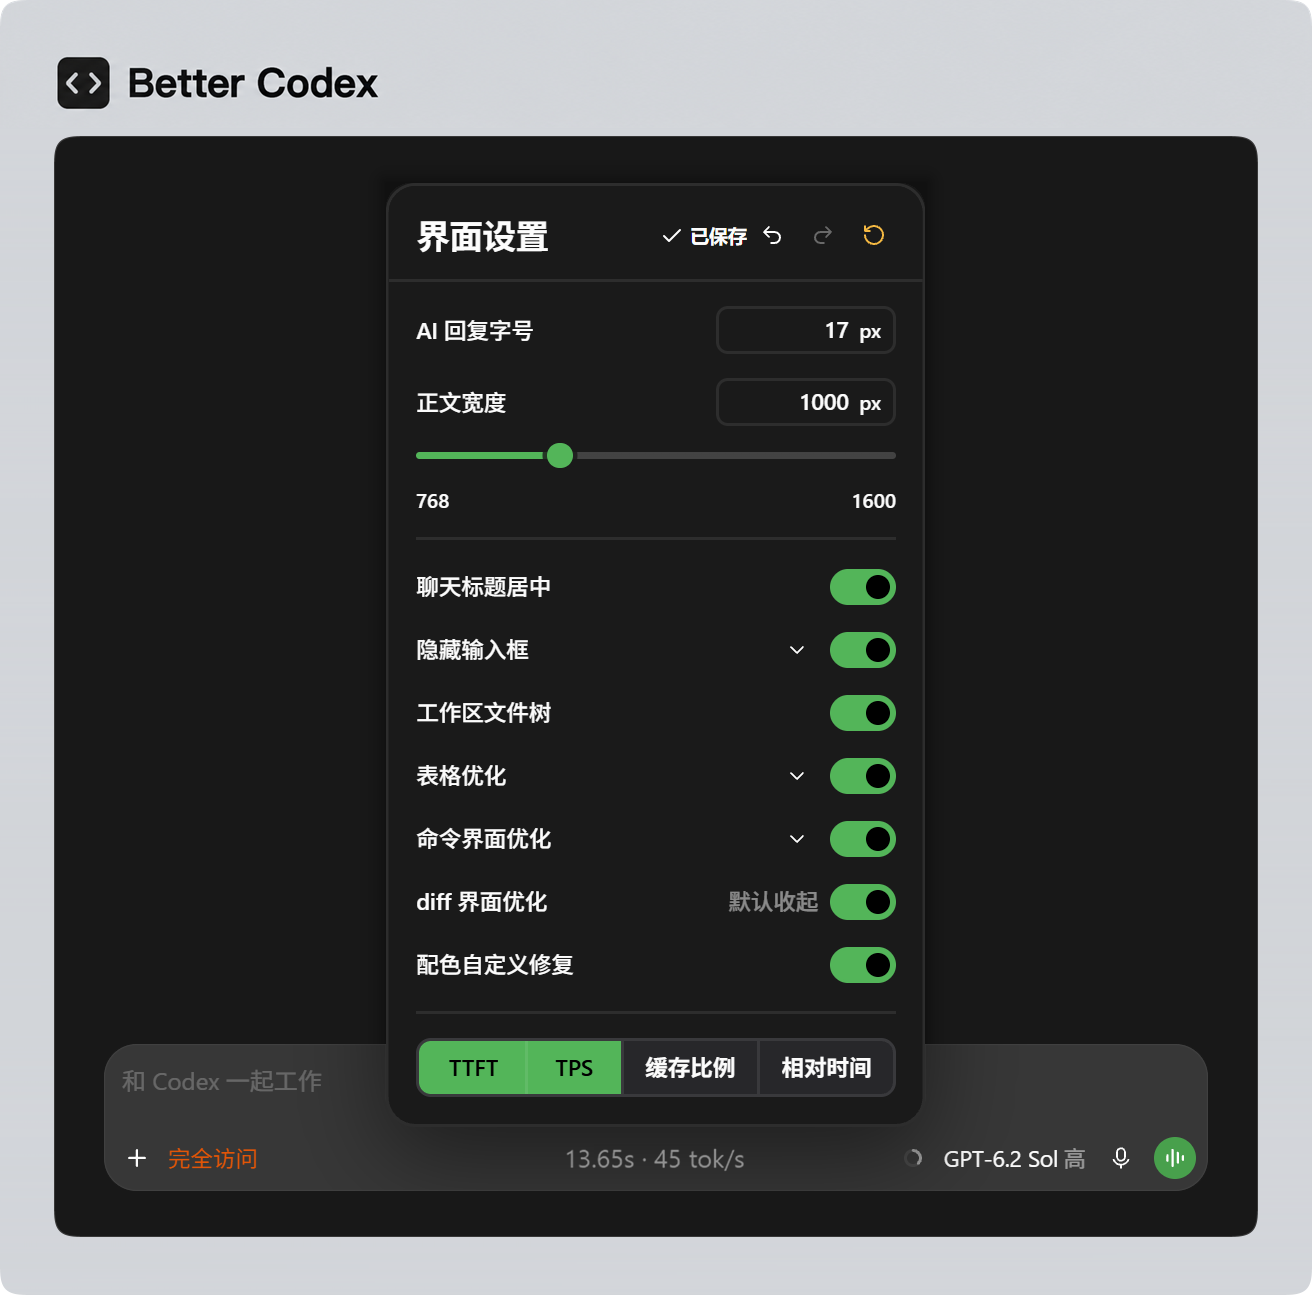 Better Codex
界面设置
已保存
AI 回复字号
17 px
正文宽度
1000 px
768
1600
聊天标题居中
隐藏输入框
工作区文件树
表格优化
命令界面优化
diff 界面优化
默认收起
配色自定义修复
TTFT
TPS
缓存比例
相对时间
和 Codex 一起工作
完全访问
13.65s · 45 tok/s
GPT-6.2 Sol 高